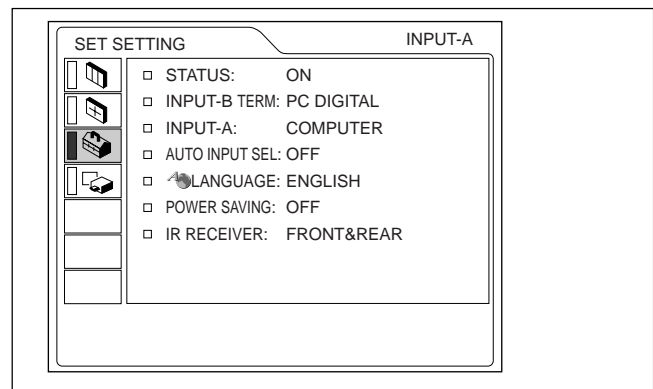 SET SETTING INPUT-A
STATUS: ON
INPUT-B TERM: PC DIGITAL
INPUT-A: COMPUTER
AUTO INPUT SEL: OFF
LANGUAGE: ENGLISH
POWER SAVING: OFF
IR RECEIVER: FRONT&REAR